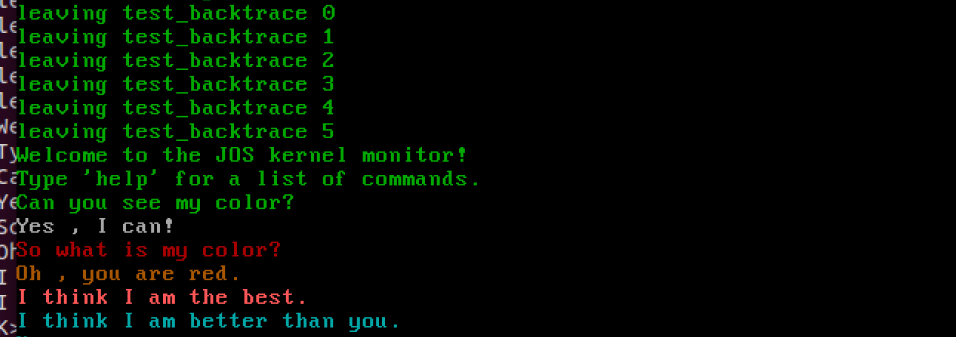 leaving test_backtrace 0
leaving test_backtrace 1
leaving test_backtrace 2
leaving test_backtrace 3
leaving test_backtrace 4
leaving test_backtrace 5
Welcome to the JOS kernel monitor!
Type 'help' for a list of commands.
Can you see my color?
Yes , I can!
So what is my color?
Oh , you are red.
I think I am the best.
I think I am better than you.